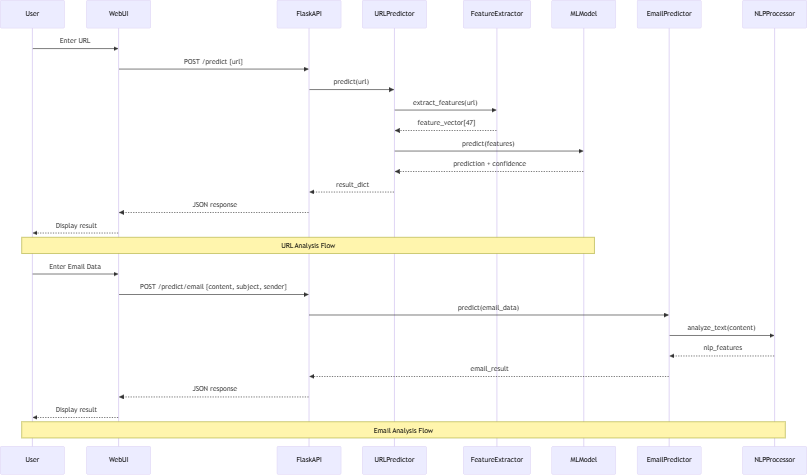 User WebUI FlaskAPI URLPredictor FeatureExtractor MLModel EmailPredictor NLPProcessor
Enter URL
POST /predict [url]
predict(url)
extract_features(url)
feature_vector[47]
predict(features)
prediction + confidence
result_dict
JSON response
Display result
URL Analysis Flow
Enter Email Data
POST /predict/email [content, subject, sender]
predict(email_data)
analyze_text(content)
nlp_features
email_result
JSON response
Display result
Email Analysis Flow
User WebUI FlaskAPI URLPredictor FeatureExtractor MLModel EmailPredictor NLPProcessor